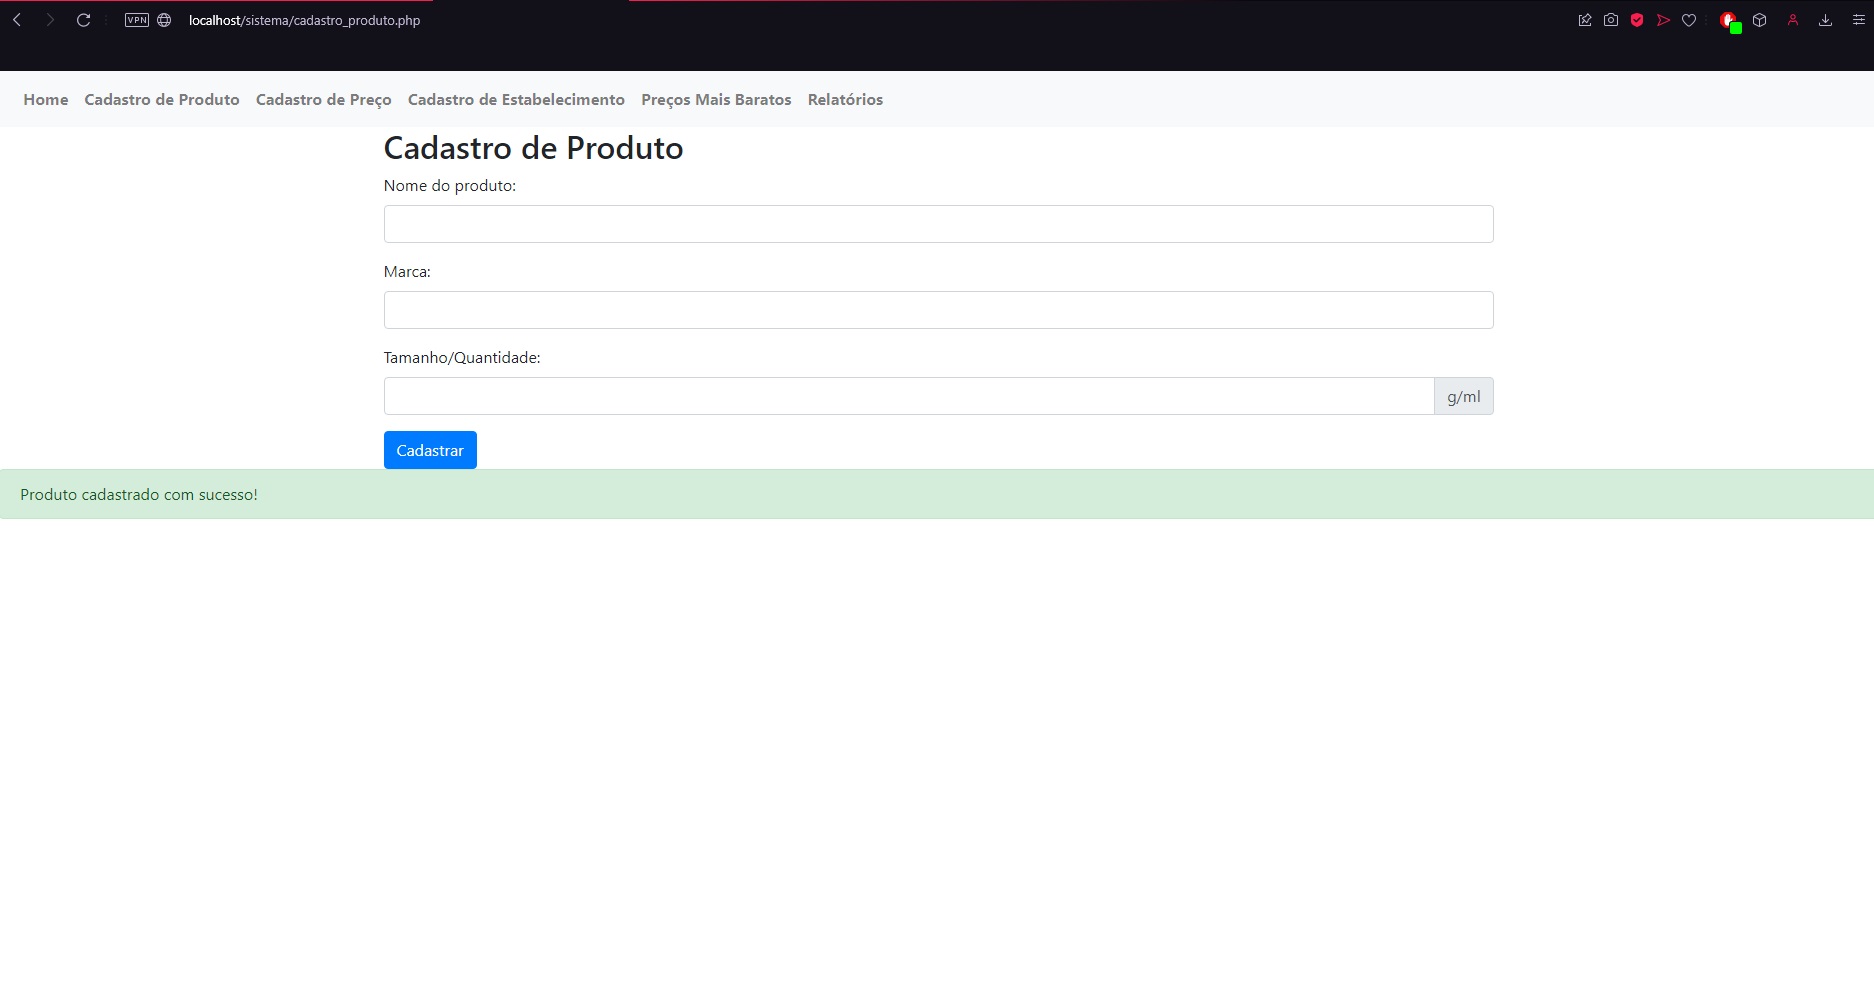 VPN localhost/sistema/cadastro_produto.php
Home Cadastro de Produto Cadastro de Preço Cadastro de Estabelecimento Preços Mais Baratos Relatórios
Cadastro de Produto
Nome do produto:
Marca:
Tamanho/Quantidade:
g/ml
Cadastrar
Produto cadastrado com sucesso!